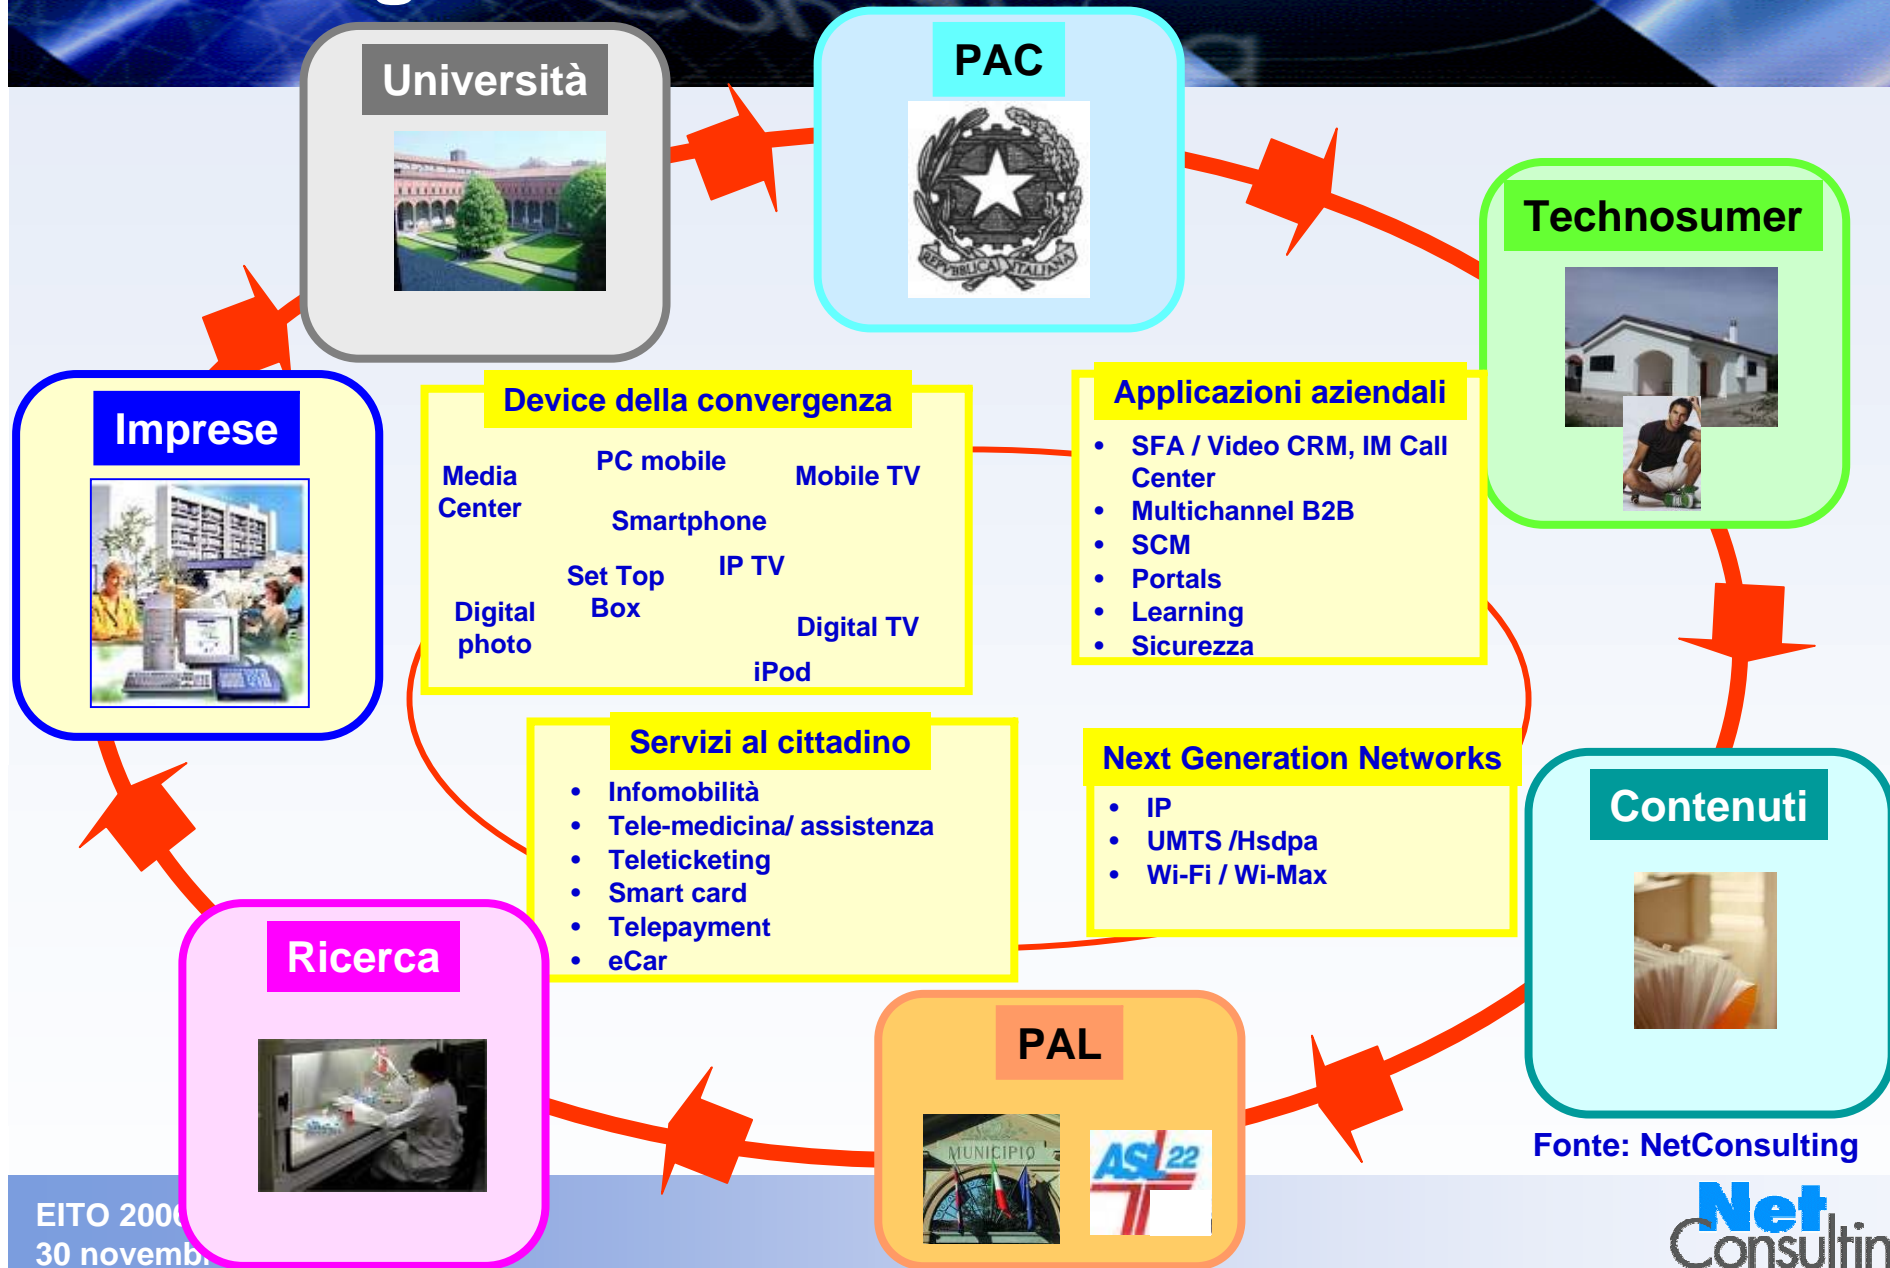 Università
PAC
REPVBBLICA ITALIANA
Technosumer
Imprese
Device della convergenza
Media
Center
PC mobile
Mobile TV
Smartphone
Set Top
Box
IP TV
Digital
photo
Digital TV
iPod
Applicazioni aziendali
• SFA / Video CRM, IM Call
Center
• Multichannel B2B
• SCM
• Portals
• Learning
• Sicurezza
Servizi al cittadino
• Infomobilità
• Tele-medicina/ assistenza
• Teleticketing
• Smart card
• Telepayment
• eCar
Next Generation Networks
• IP
• UMTS /Hsdpa
• Wi-Fi / Wi-Max
Contenuti
Ricerca
PAL
MUNICIPIO
ASL 22
Fonte: NetConsulting
EITO 2006
30 novemb
Net
Consultin